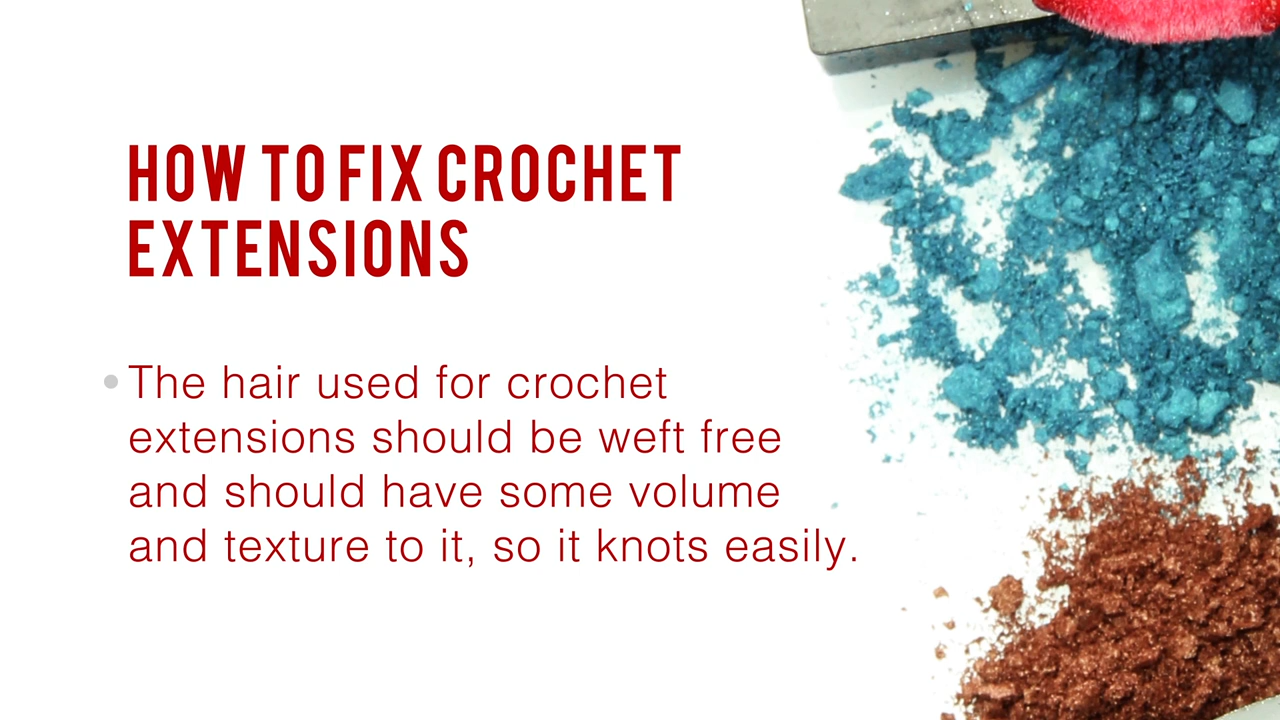 HOW TO FIX CROCHET
EXTENSIONS
• The hair used for crochet
extensions should be weft free
and should have some volume
and texture to it, so it knots easily.